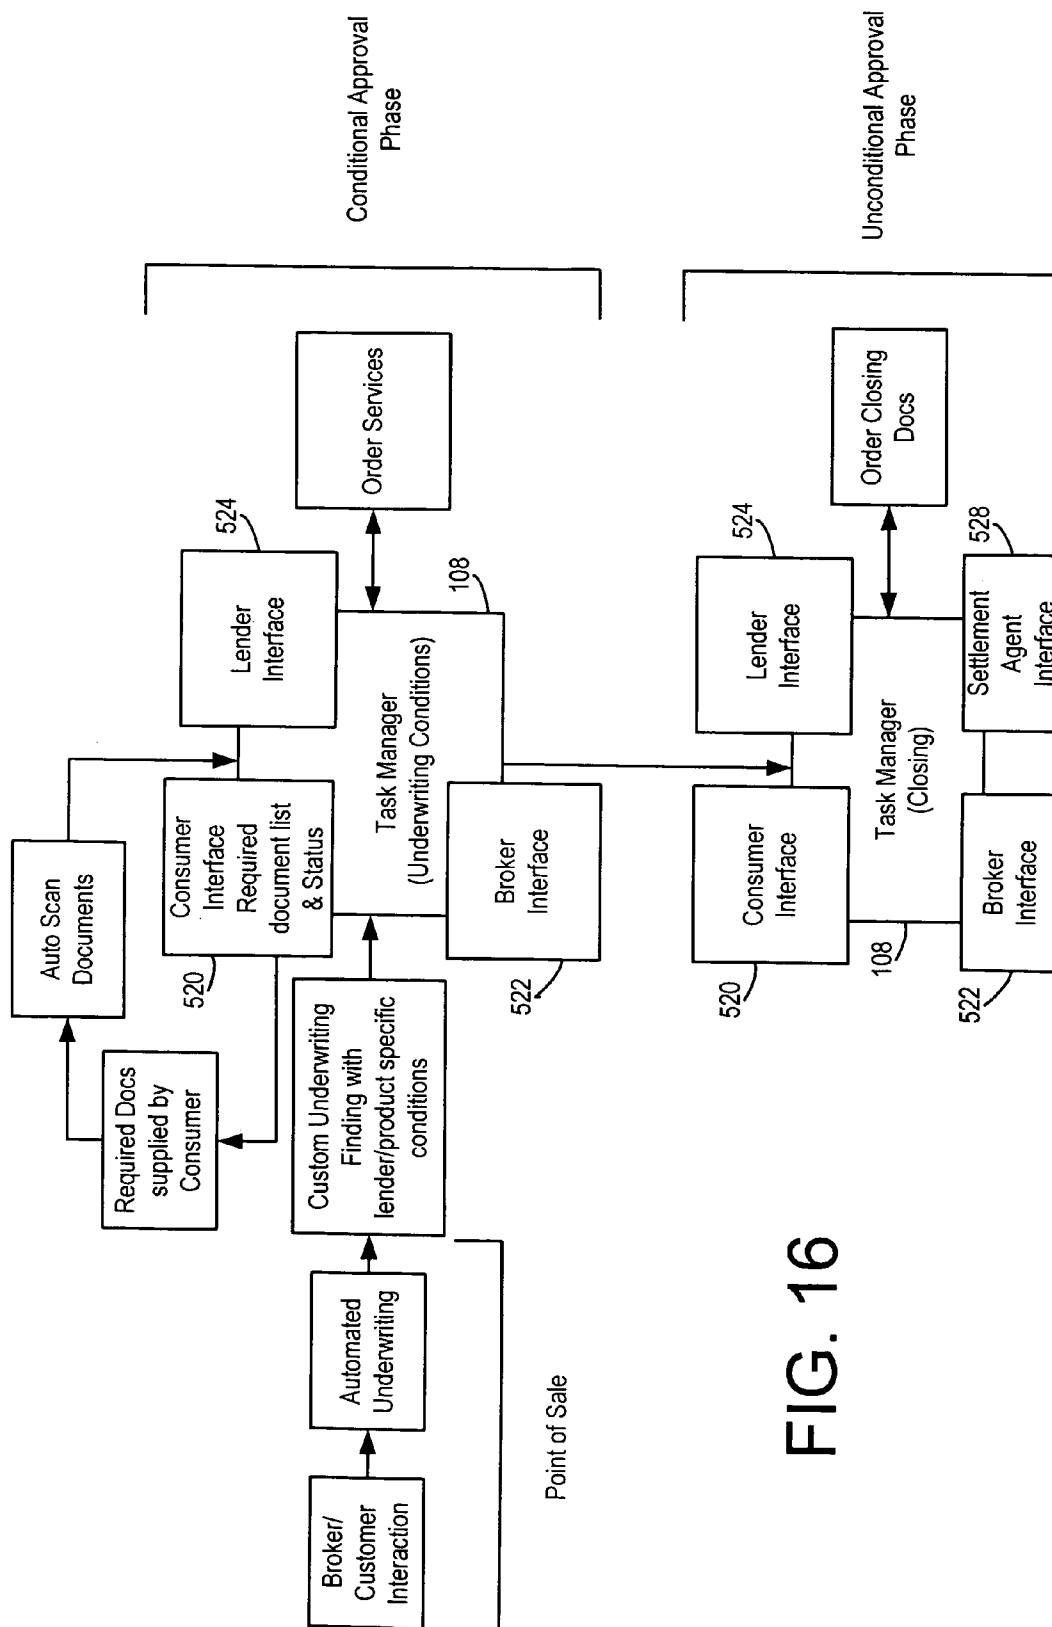 Auto Scan
Documents
Required Docs
supplied by
Consumer
Consumer
Interface
Required
document list
& Status
520
Lender
Interface
524
Conditional Approval
Phase
Broker/
Customer
Interaction
Automated
Underwriting
Custom Underwriting
Finding with
lender/product specific
conditions
Task Manager
(Underwriting Conditions)
Order Services
108
Broker
Interface
522
Point of Sale
Consumer
Interface
520
Lender
Interface
524
Unconditional Approval
Phase
Task Manager
(Closing)
108
Order Closing
Docs
Broker
Interface
522
Settlement
Agent
Interface
528
FIG. 16